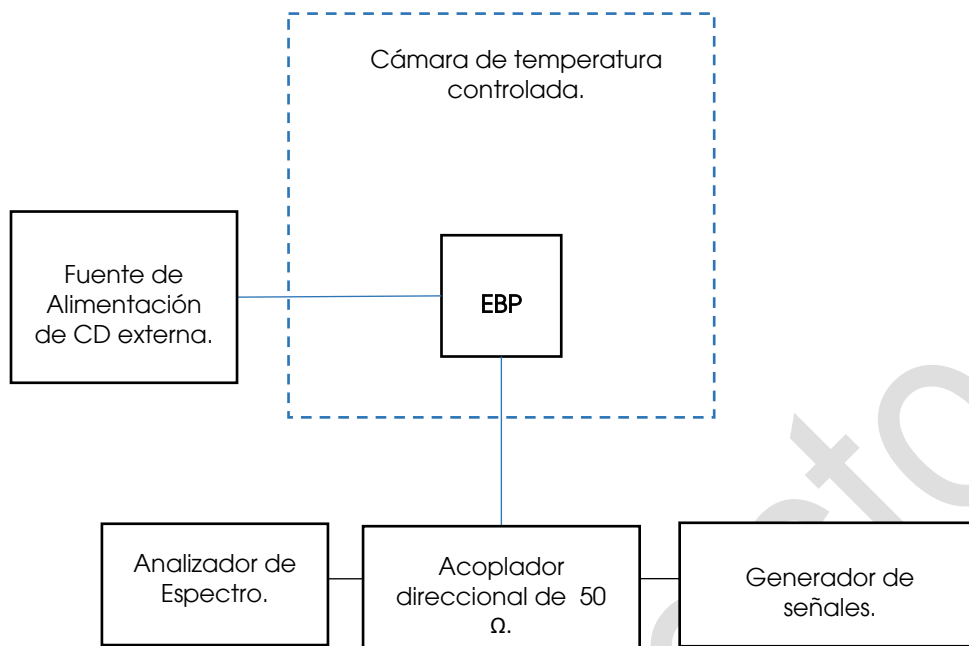 Cámara de temperatura
controlada.
Fuente de
Alimentación
de CD externa.
EBP
Analizador de
Espectro.
Acoplador
direccional de 50
Ω.
Generador de
señales.